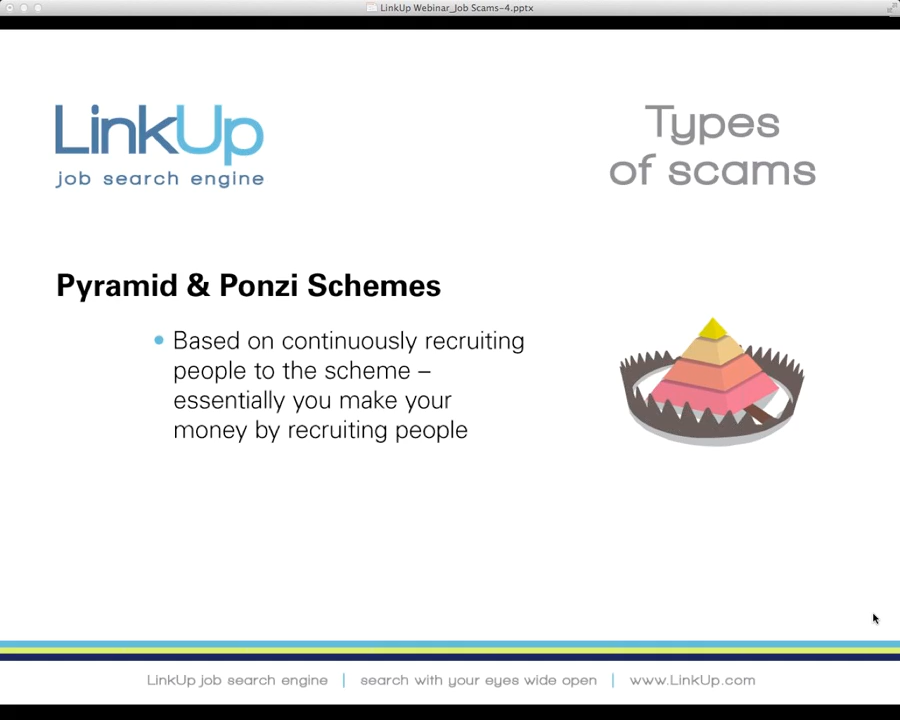 LinkUp Webinar_Job Scams-4.pptx
LinkUp
job search engine
Types
of scams
Pyramid & Ponzi Schemes
• Based on continuously recruiting
people to the scheme –
essentially you make your
money by recruiting people
LinkUp job search engine | search with your eyes wide open | www.LinkUp.com